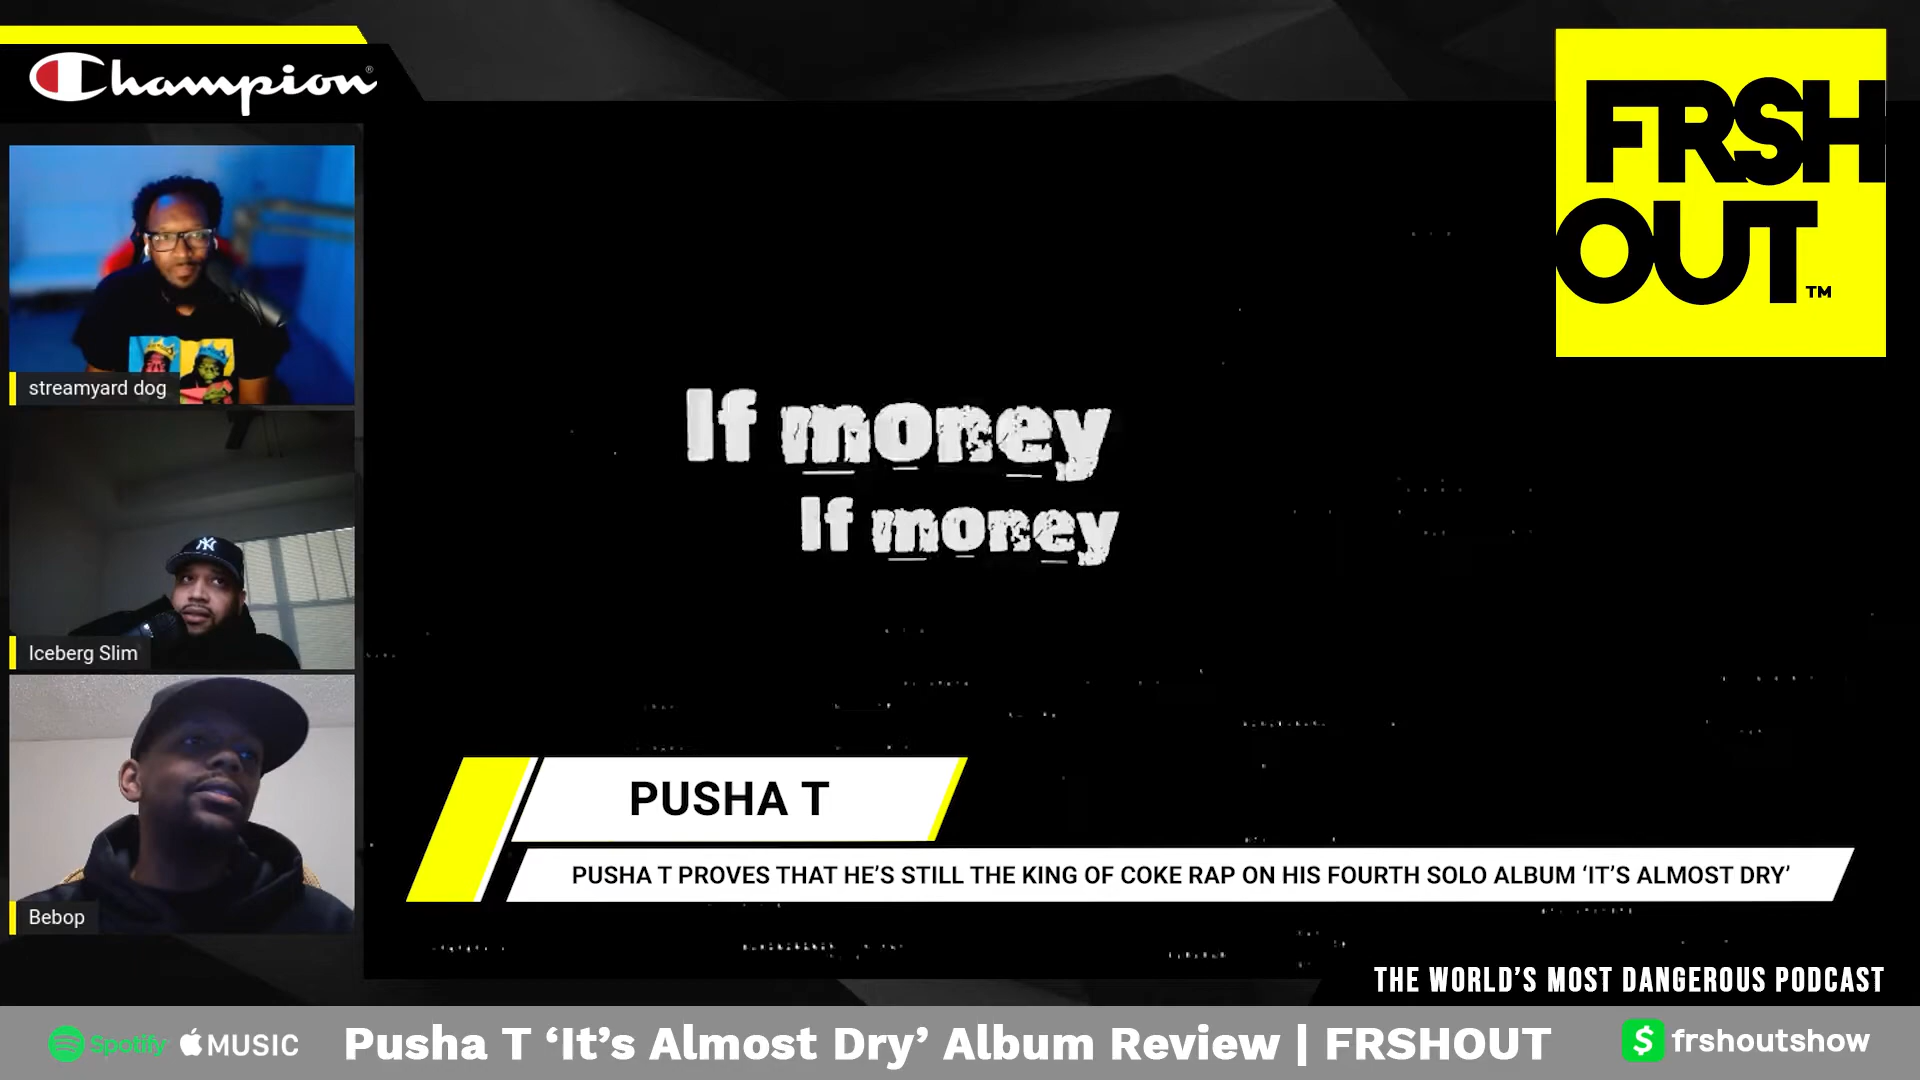 Champion®
FRSH
OUT™
streamyard dog
If money
If money
Iceberg Slim
PUSHA T
PUSHA T PROVES THAT HE’S STILL THE KING OF COKE RAP ON HIS FOURTH SOLO ALBUM ‘IT’S ALMOST DRY’
Bebop
THE WORLD’S MOST DANGEROUS PODCAST
Spotify MUSIC Pusha T ‘It’s Almost Dry’ Album Review | FRSHOUT $ frshoutshow